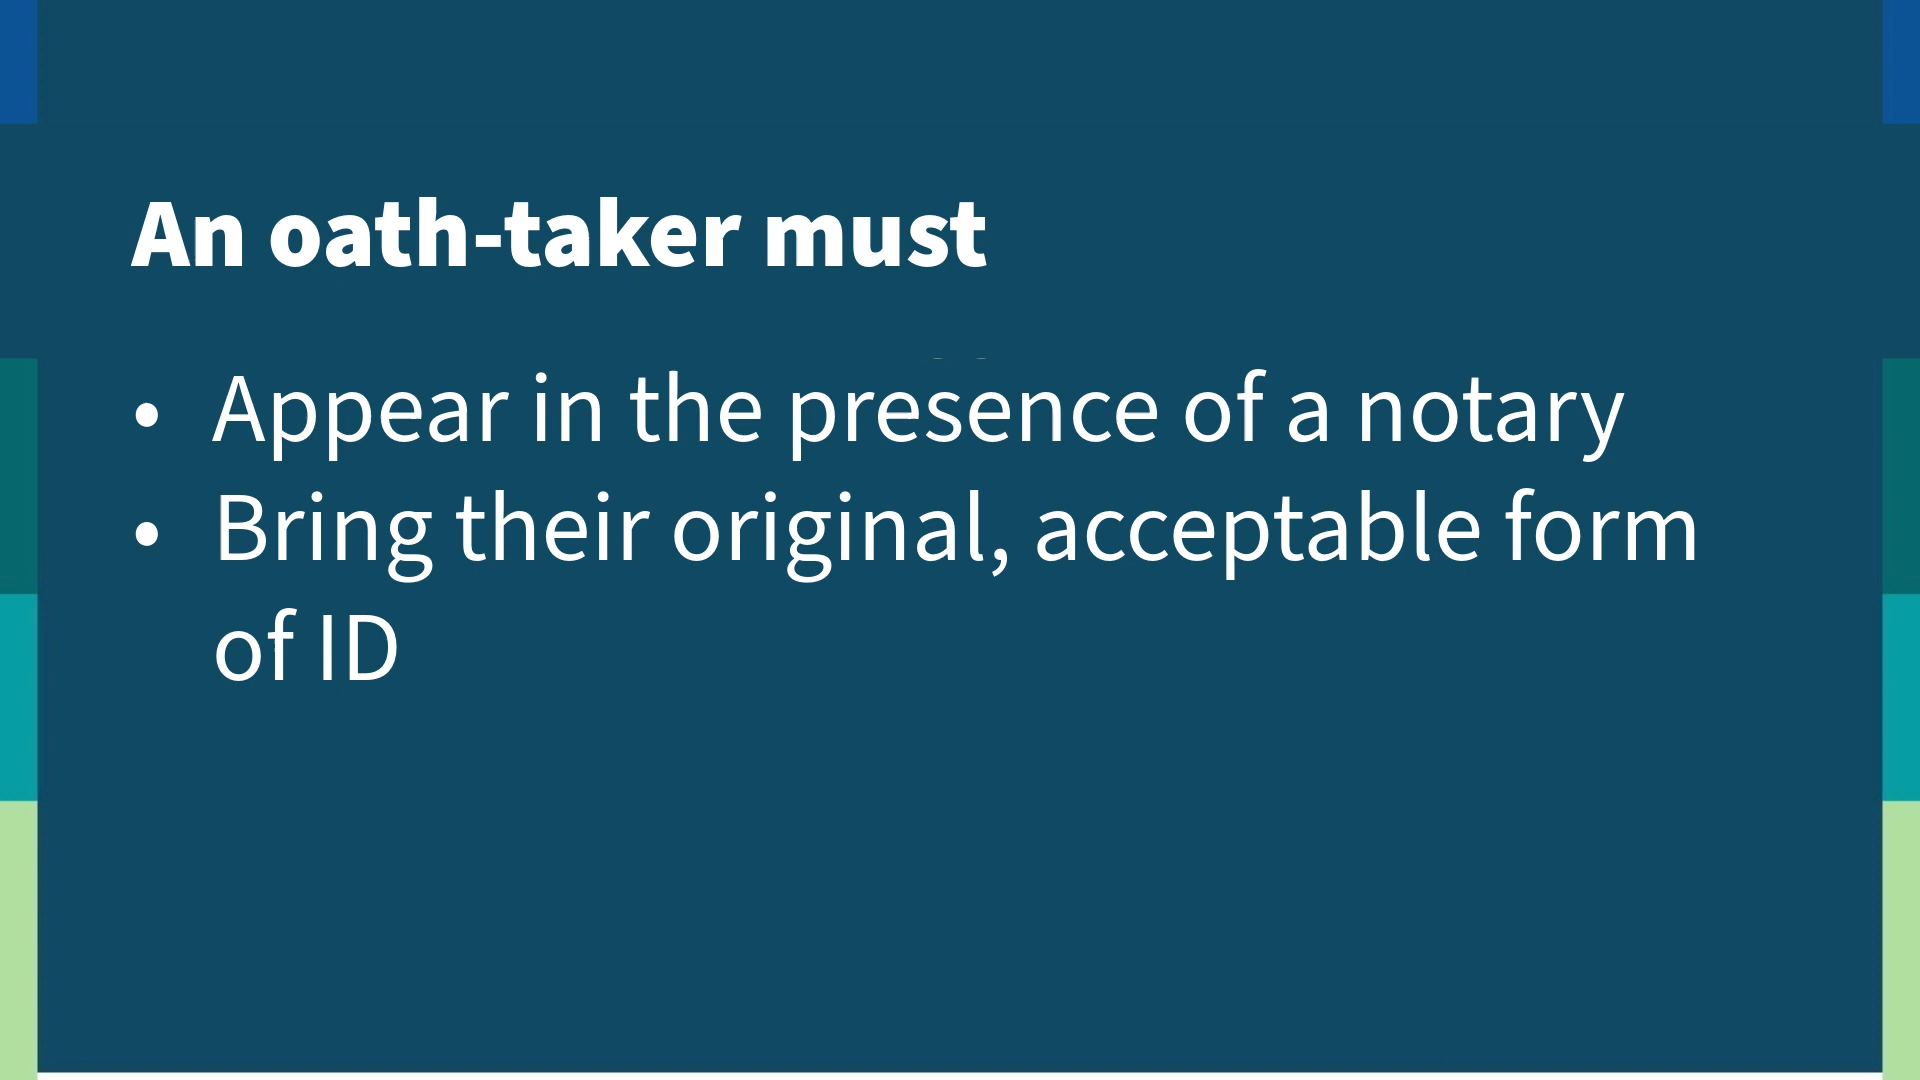 An oath-taker must
• Appear in the presence of a notary
• Bring their original, acceptable form
of ID